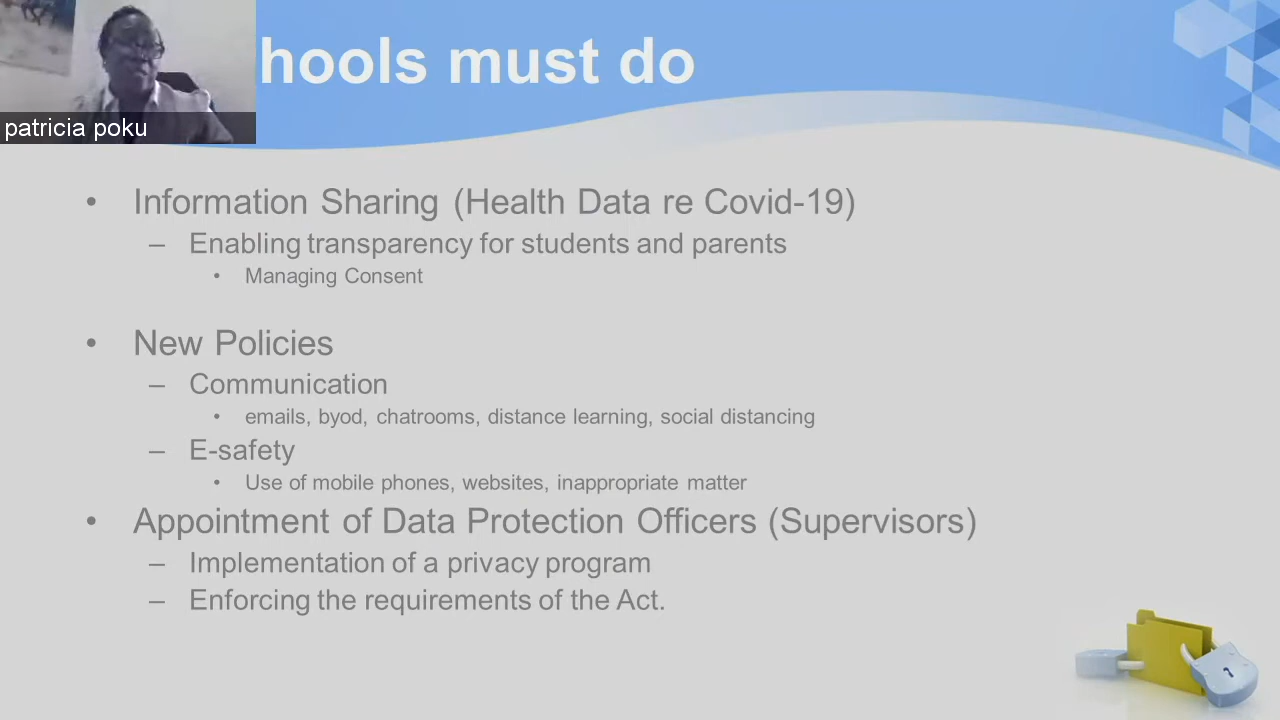 hools must do
patricia poku
• Information Sharing (Health Data re Covid-19)
– Enabling transparency for students and parents
• Managing Consent
• New Policies
– Communication
• emails, byod, chatrooms, distance learning, social distancing
– E-safety
• Use of mobile phones, websites, inappropriate matter
• Appointment of Data Protection Officers (Supervisors)
– Implementation of a privacy program
– Enforcing the requirements of the Act.